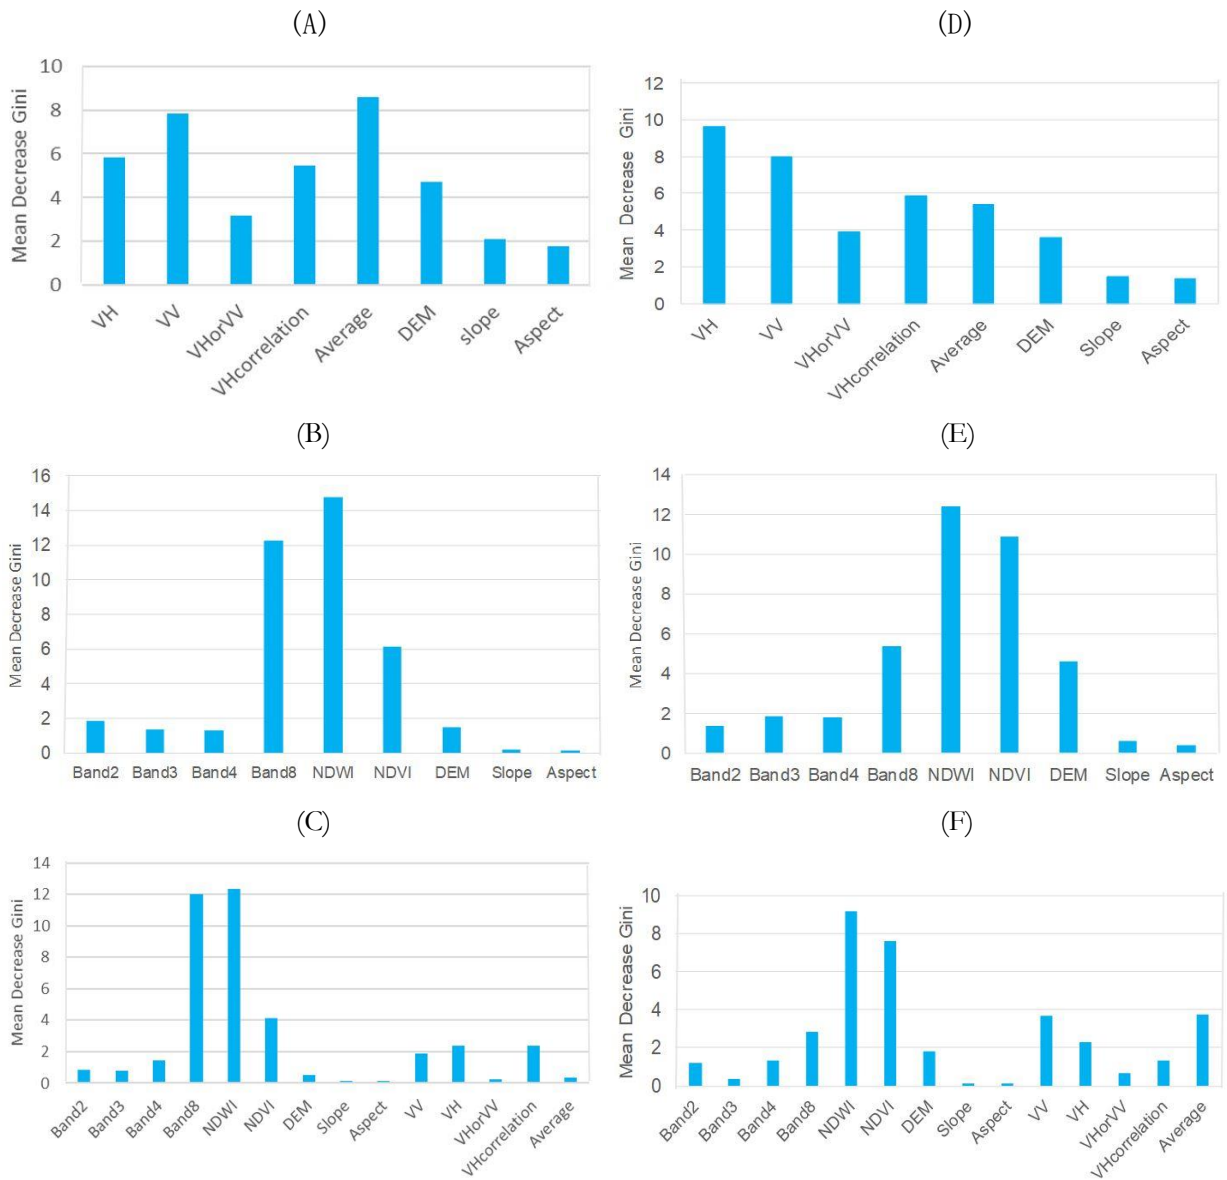 (A)
Mean Decrease Gini
10
8
6
4
2
0
VH
VV
VHorVV
VHcorrelation
Average
DEM
slope
Aspect
(D)
Mean Decrease Gini
12
10
8
6
4
2
0
VH
VV
VHorVV
VHcorrelation
Average
DEM
Slope
Aspect
(B)
Mean Decrease Gini
16
14
12
10
8
6
4
2
0
Band2 Band3 Band4 Band8 NDWI NDVI DEM Slope Aspect
(E)
Mean Decrease Gini
14
12
10
8
6
4
2
0
Band2 Band3 Band4 Band8 NDWI NDVI DEM Slope Aspect
(C)
Mean Decrease Gini
14
12
10
8
6
4
2
0
Band2
Band3
Band4
Band8
NDWI
NDVI
DEM
Slope
Aspect
VV
VH
VHorVV
VHcorrelation
Average
(F)
Mean Decrease Gini
10
8
6
4
2
0
Band2
Band3
Band4
Band8
NDWI
NDVI
DEM
Slope
Aspect
VV
VH
VHorVV
VHcorrelation
Average